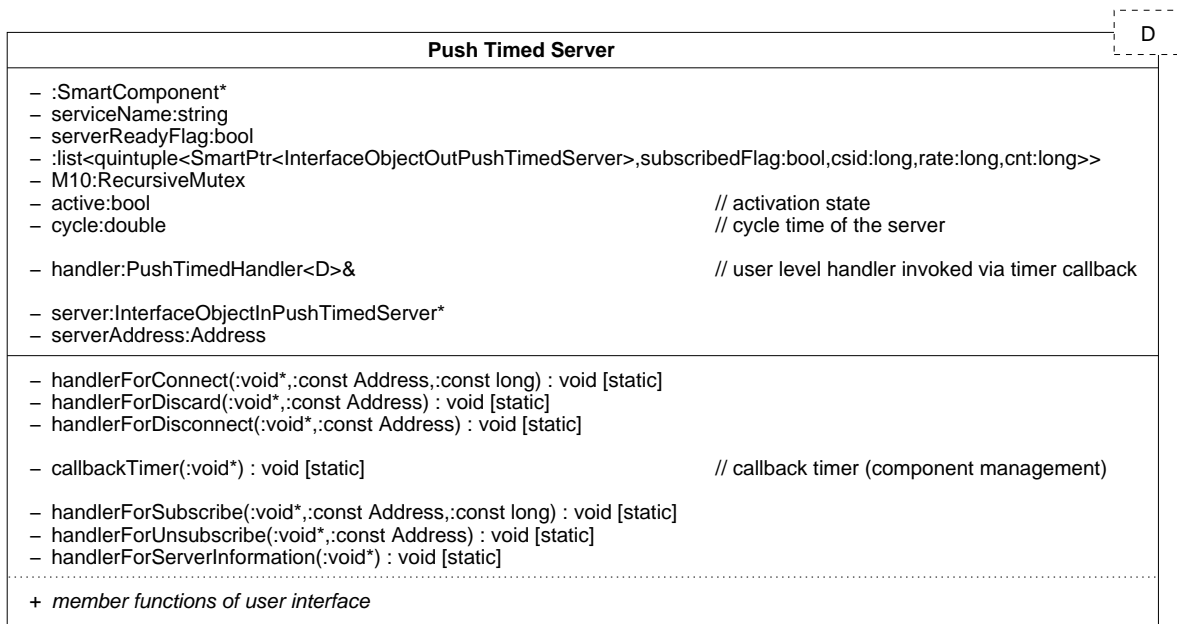 D
Push Timed Server
– :SmartComponent*
– serviceName:string
– serverReadyFlag:bool
– :list<quintuple<SmartPtr<InterfaceObjectOutPushTimedServer>,subscribedFlag:bool,csid:long,rate:long,cnt:long>>
– M10:RecursiveMutex
– active:bool // activation state
– cycle:double // cycle time of the server
– handler:PushTimedHandler<D>& // user level handler invoked via timer callback
– server:InterfaceObjectInPushTimedServer*
– serverAddress:Address
– handlerForConnect(:void*,:const Address,:const long) : void [static]
– handlerForDiscard(:void*,:const Address) : void [static]
– handlerForDisconnect(:void*,:const Address) : void [static]
– callbackTimer(:void*) : void [static] // callback timer (component management)
– handlerForSubscribe(:void*,:const Address,:const long) : void [static]
– handlerForUnsubscribe(:void*,:const Address) : void [static]
– handlerForServerInformation(:void*) : void [static]
+ member functions of user interface